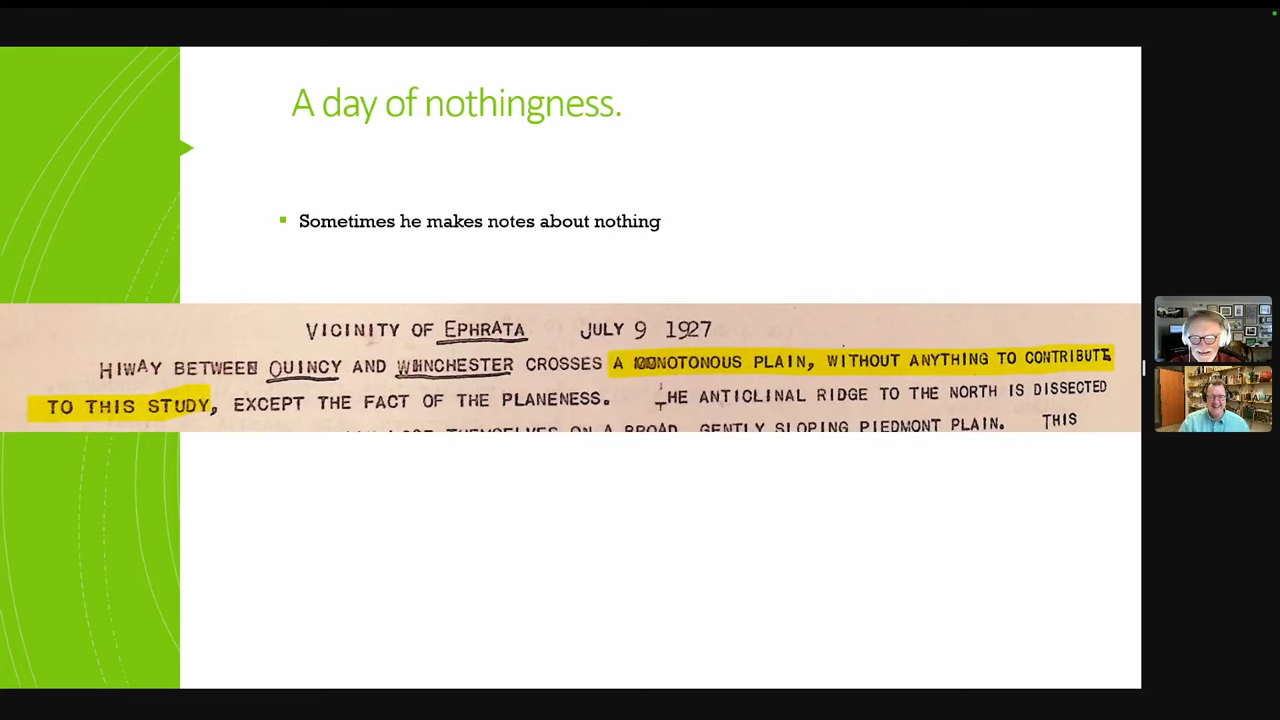 A day of nothingness.
Sometimes he makes notes about nothing
VICINITY OF EPHRATA JULY 9 1927
HIWAY BETWEEN QUINCY AND WINCHESTER CROSSES A MONOTONOUS PLAIN, WITHOUT ANYTHING TO CONTRIBUTE
TO THIS STUDY, EXCEPT THE FACT OF THE PLANENESS. THE ANTICLINAL RIDGE TO THE NORTH IS DISSECTED
THEMSELVES ON A BROAD, GENTLY SLOPING PIEDMONT PLAIN. THIS